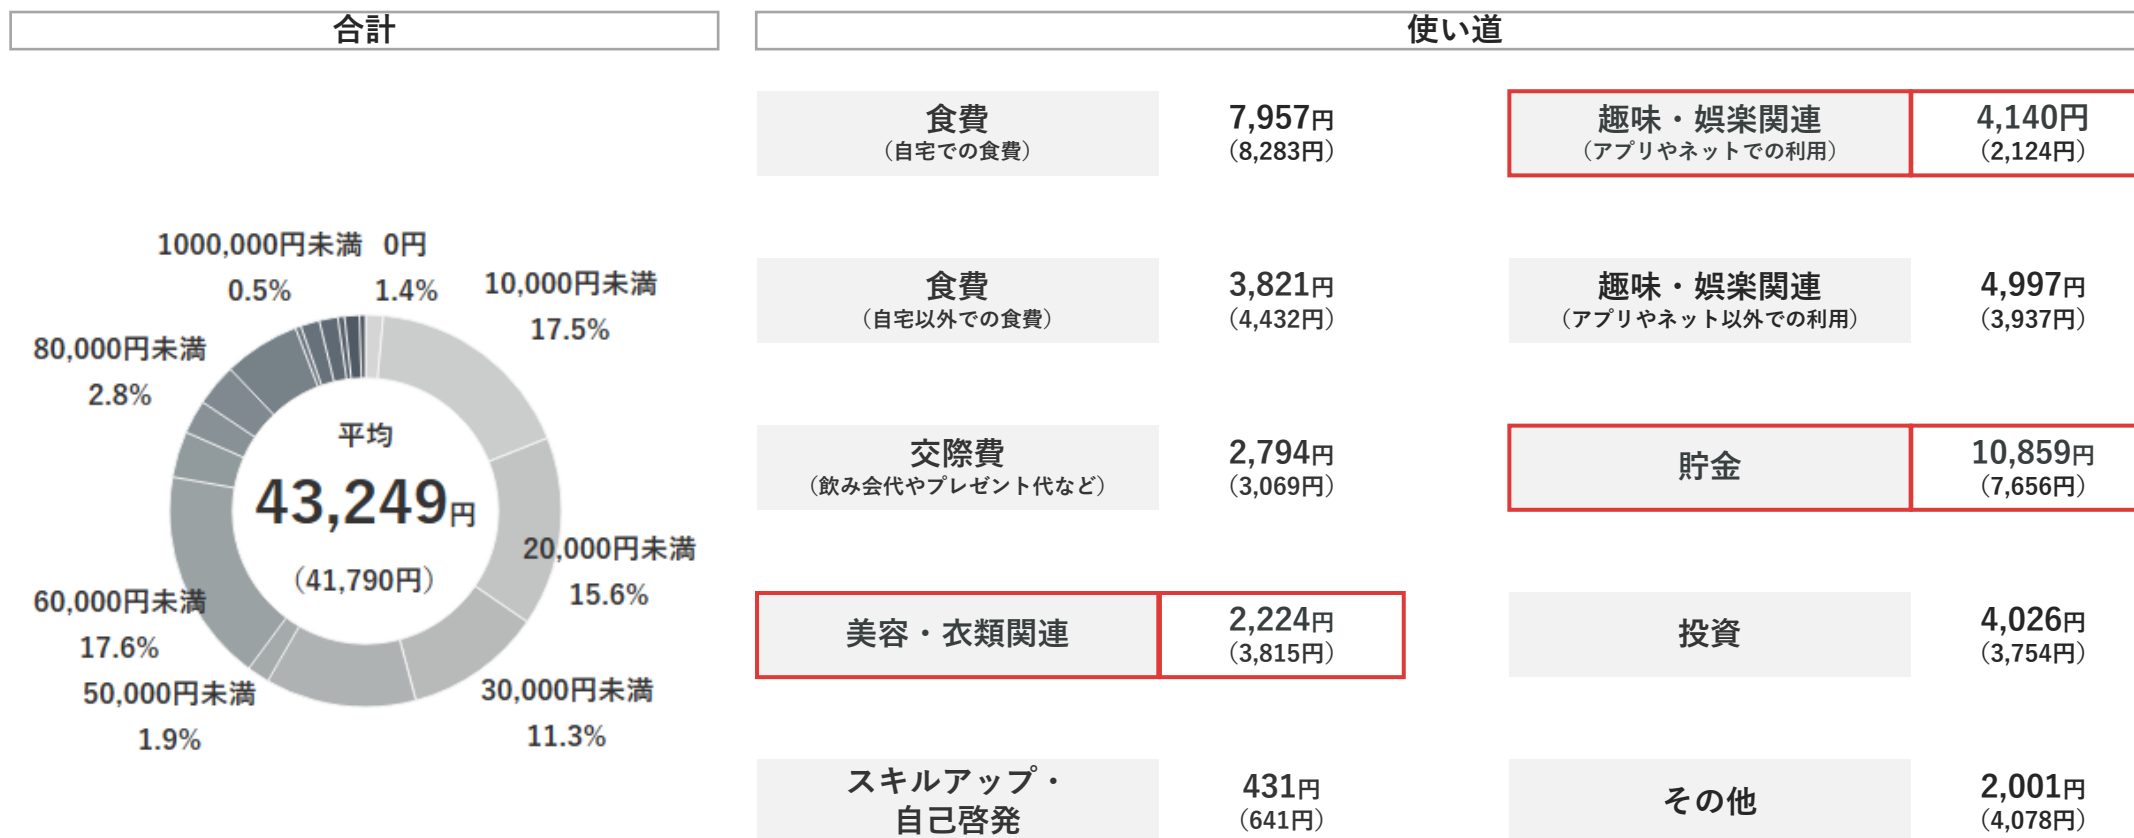 合計
1000,000円未満
0.5%
0円
1.4%
10,000円未満
17.5%
80,000円未満
2.8%
平均
43,249円
（41,790円）
20,000円未満
15.6%
60,000円未満
17.6%
50,000円未満
1.9%
30,000円未満
11.3%
使い道
食費
（自宅での食費）
7,957円
（8,283円）
趣味・娯楽関連
（アプリやネットでの利用）
4,140円
（2,124円）
食費
（自宅以外での食費）
3,821円
（4,432円）
趣味・娯楽関連
（アプリやネット以外での利用）
4,997円
（3,937円）
交際費
（飲み会代やプレゼント代など）
2,794円
（3,069円）
貯金
10,859円
（7,656円）
美容・衣類関連
2,224円
（3,815円）
投資
4,026円
（3,754円）
スキルアップ・
自己啓発
431円
（641円）
その他
2,001円
（4,078円）